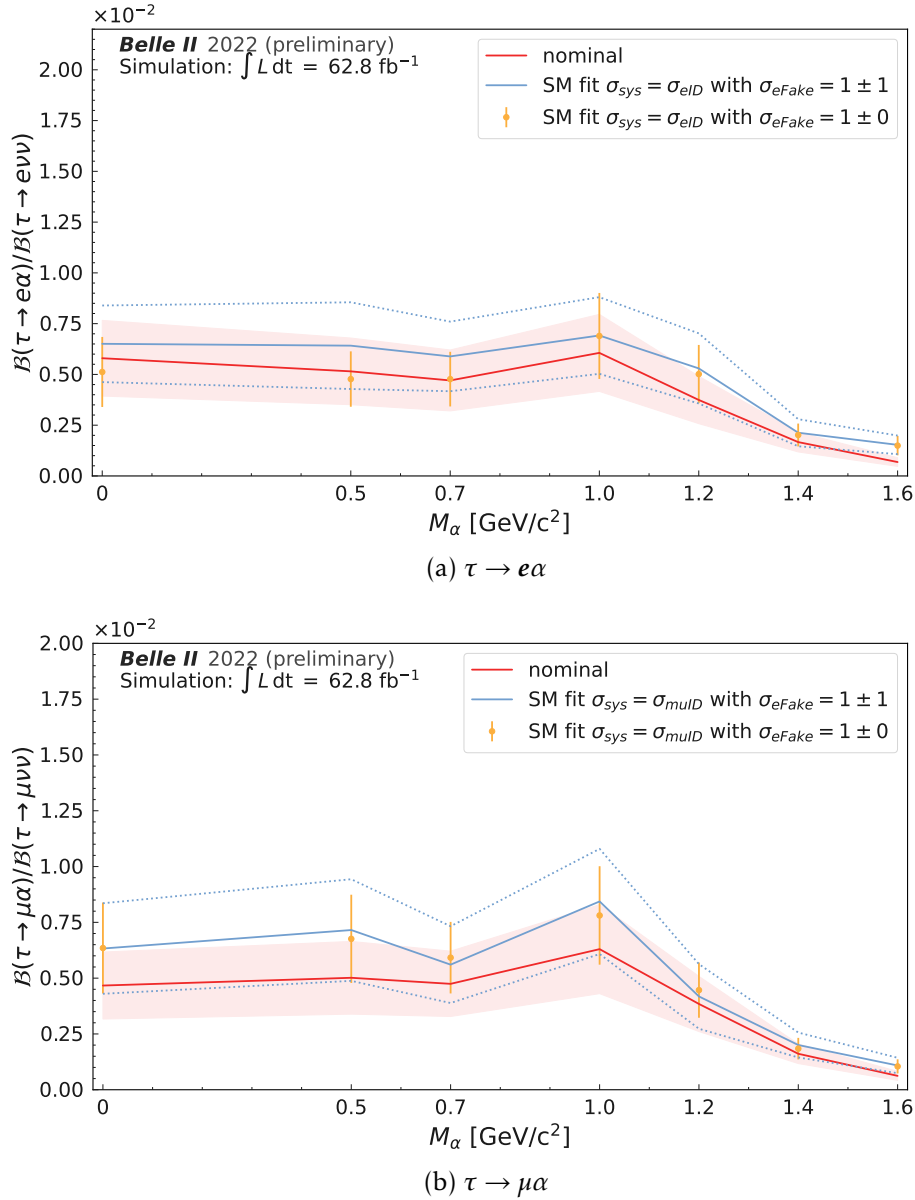 ×10⁻²
Belle II 2022 (preliminary)
Simulation: ∫ L dt = 62.8 fb⁻¹
nominal
SM fit σ_sys = σ_eID with σ_eFake = 1 ± 1
SM fit σ_sys = σ_eID with σ_eFake = 1 ± 0
ℬ(τ → eα)/ℬ(τ → eνν)
2.00
1.75
1.50
1.25
1.00
0.75
0.50
0.25
0.00
0 0.5 0.7 1.0 1.2 1.4 1.6
M_α [GeV/c²]
(a) τ → eα
×10⁻²
Belle II 2022 (preliminary)
Simulation: ∫ L dt = 62.8 fb⁻¹
nominal
SM fit σ_sys = σ_muID with σ_eFake = 1 ± 1
SM fit σ_sys = σ_muID with σ_eFake = 1 ± 0
ℬ(τ → μα)/ℬ(τ → μνν)
2.00
1.75
1.50
1.25
1.00
0.75
0.50
0.25
0.00
0 0.5 0.7 1.0 1.2 1.4 1.6
M_α [GeV/c²]
(b) τ → μα